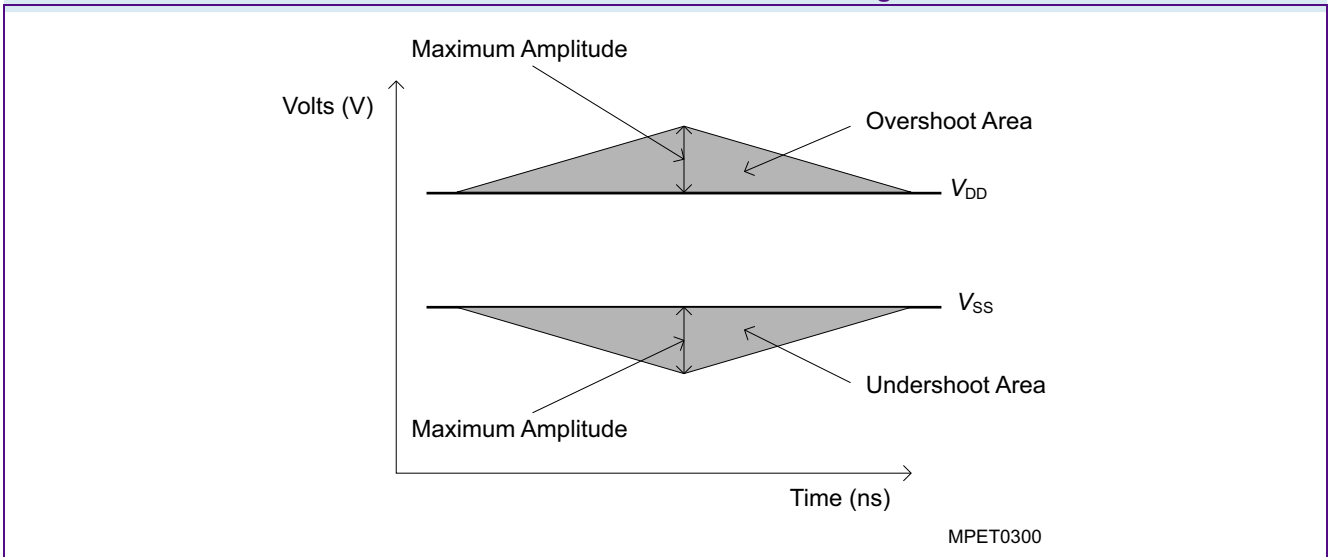 Maximum Amplitude
Volts (V)
Overshoot Area
VDD
VSS
Undershoot Area
Maximum Amplitude
Time (ns)
MPET0300